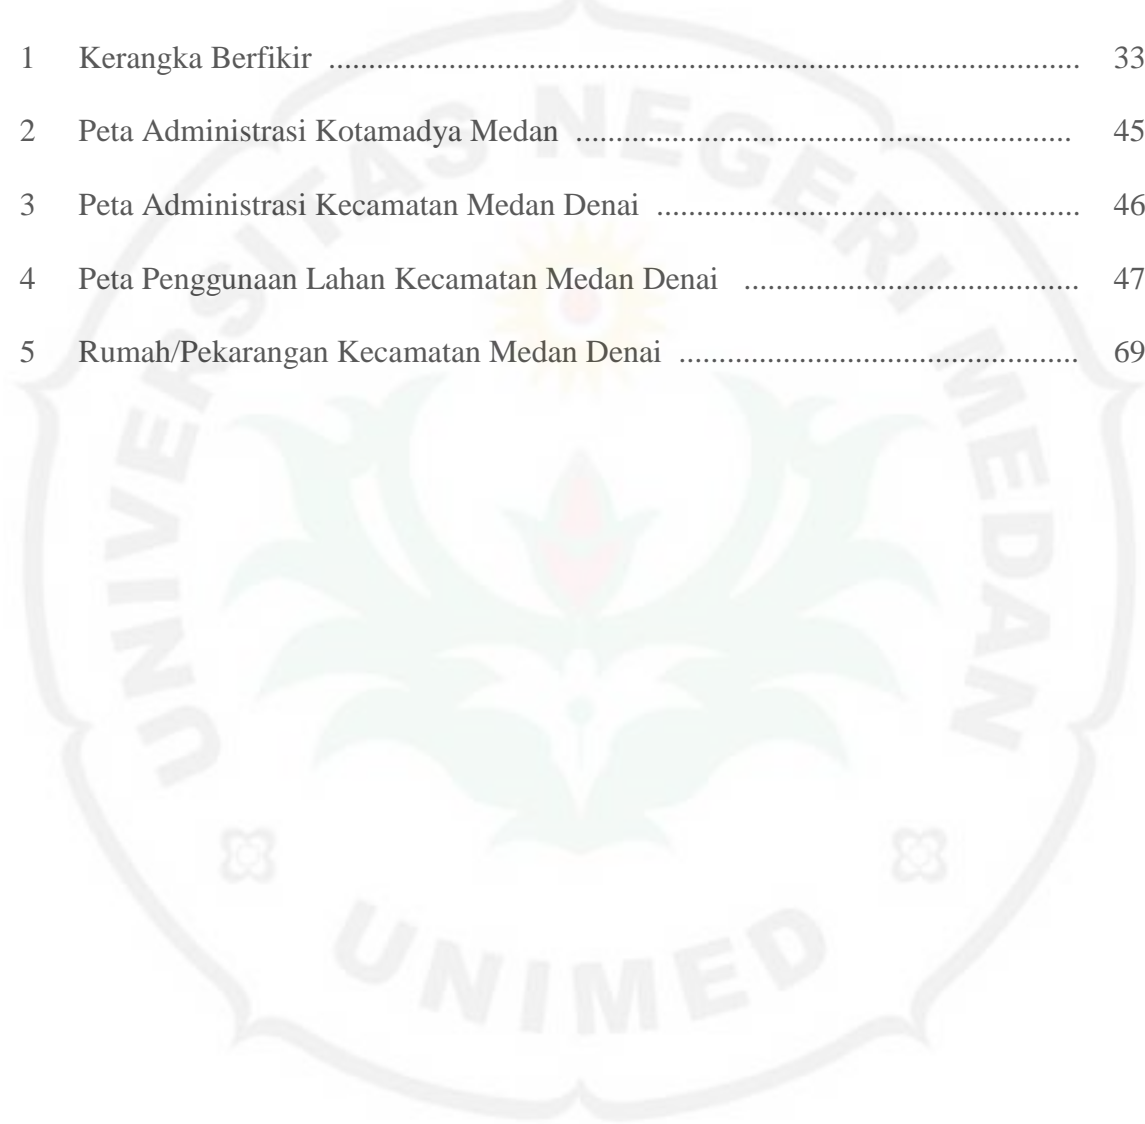 1 Kerangka Berfikir .............................................................................................. 33
2 Peta Administrasi Kotamadya Medan .............................................................. 45
3 Peta Administrasi Kecamatan Medan Denai ..................................................... 46
4 Peta Penggunaan Lahan Kecamatan Medan Denai .......................................... 47
5 Rumah/Pekarangan Kecamatan Medan Denai .................................................. 69
UNIVERSITAS NEGERI MEDAN
UNIMED